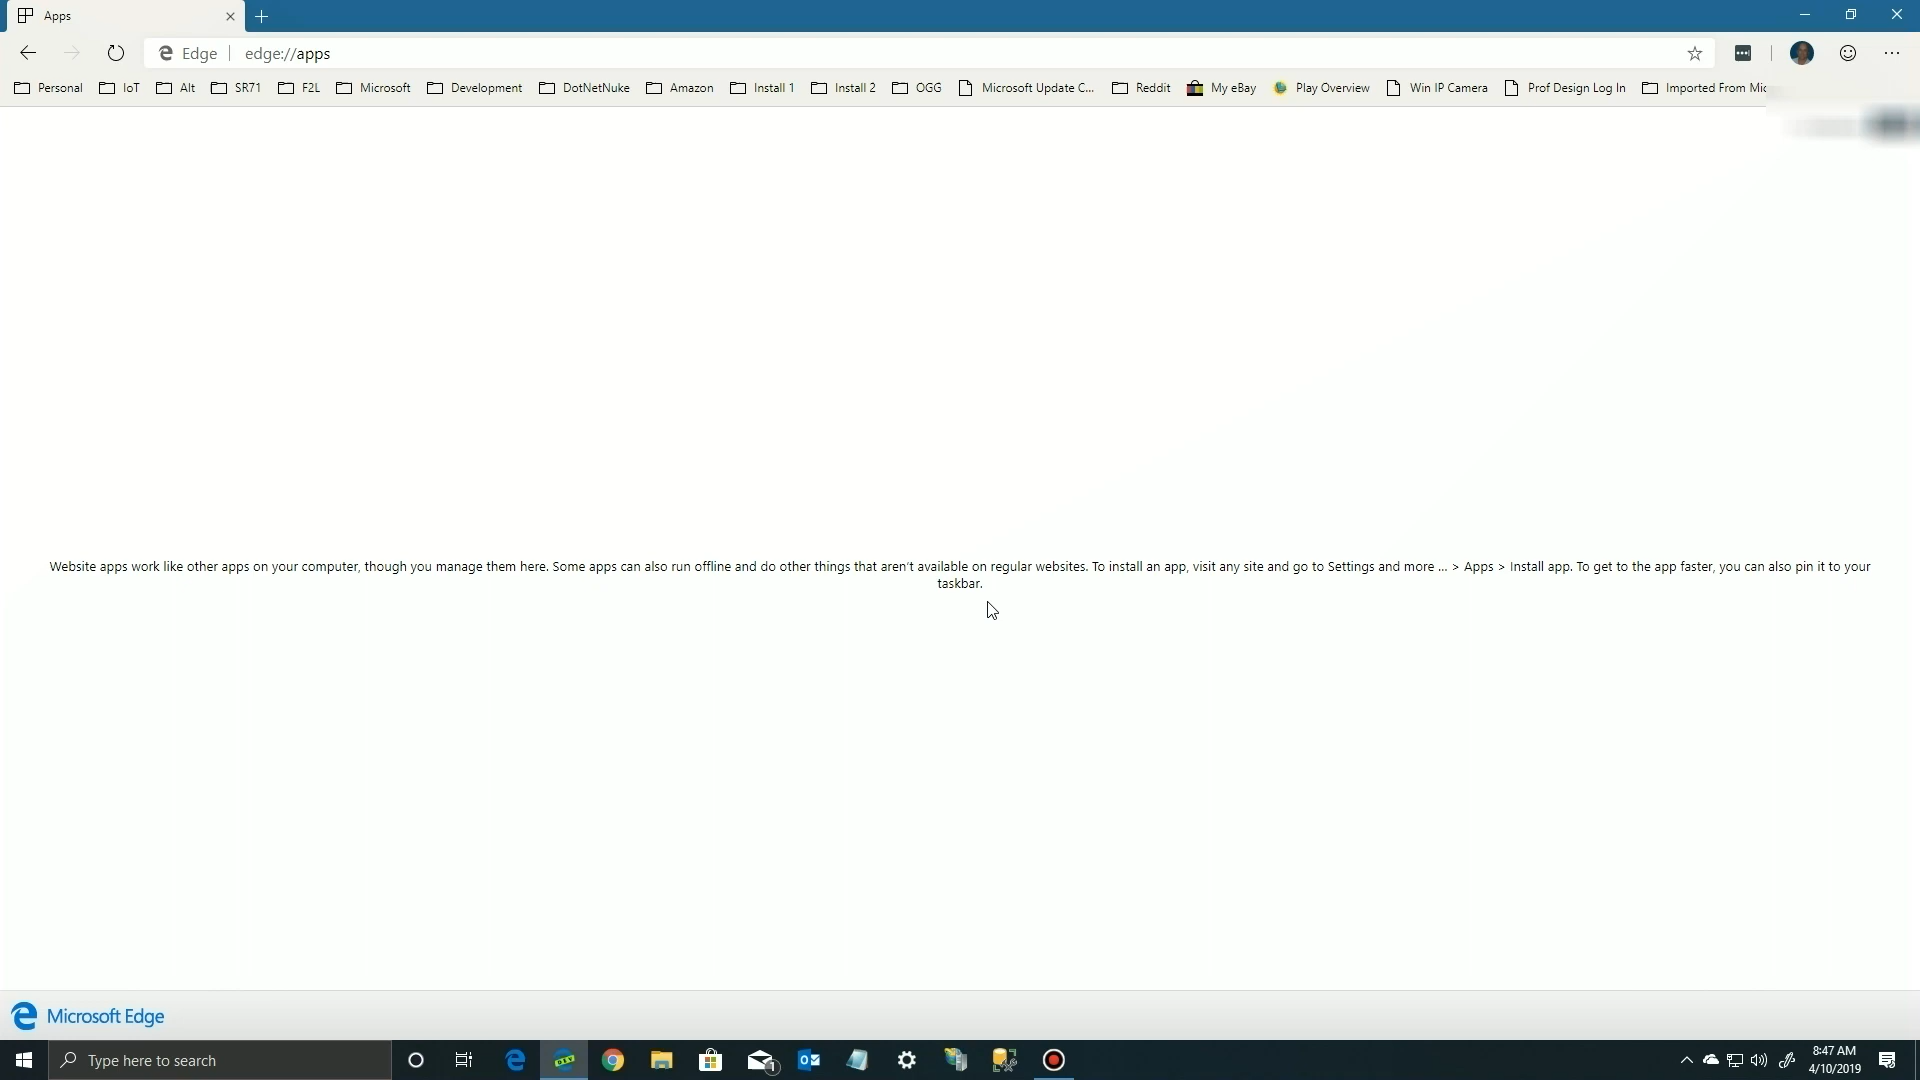 Apps
Edge edge://apps
Personal IoT Alt SR71 F2L Microsoft Development DotNetNuke Amazon Install 1 Install 2 OGG Microsoft Update C... Reddit My eBay Play Overview Win IP Camera Prof Design Log In Imported From
Website apps work like other apps on your computer, though you manage them here. Some apps can also run offline and do other things that aren't available on regular websites. To install an app, visit any site and go to Settings and more ... > Apps > Install app. To get to the app faster, you can also pin it to your
taskbar.
Microsoft Edge
Type here to search
DEV
1
8:47 AM
4/10/2019